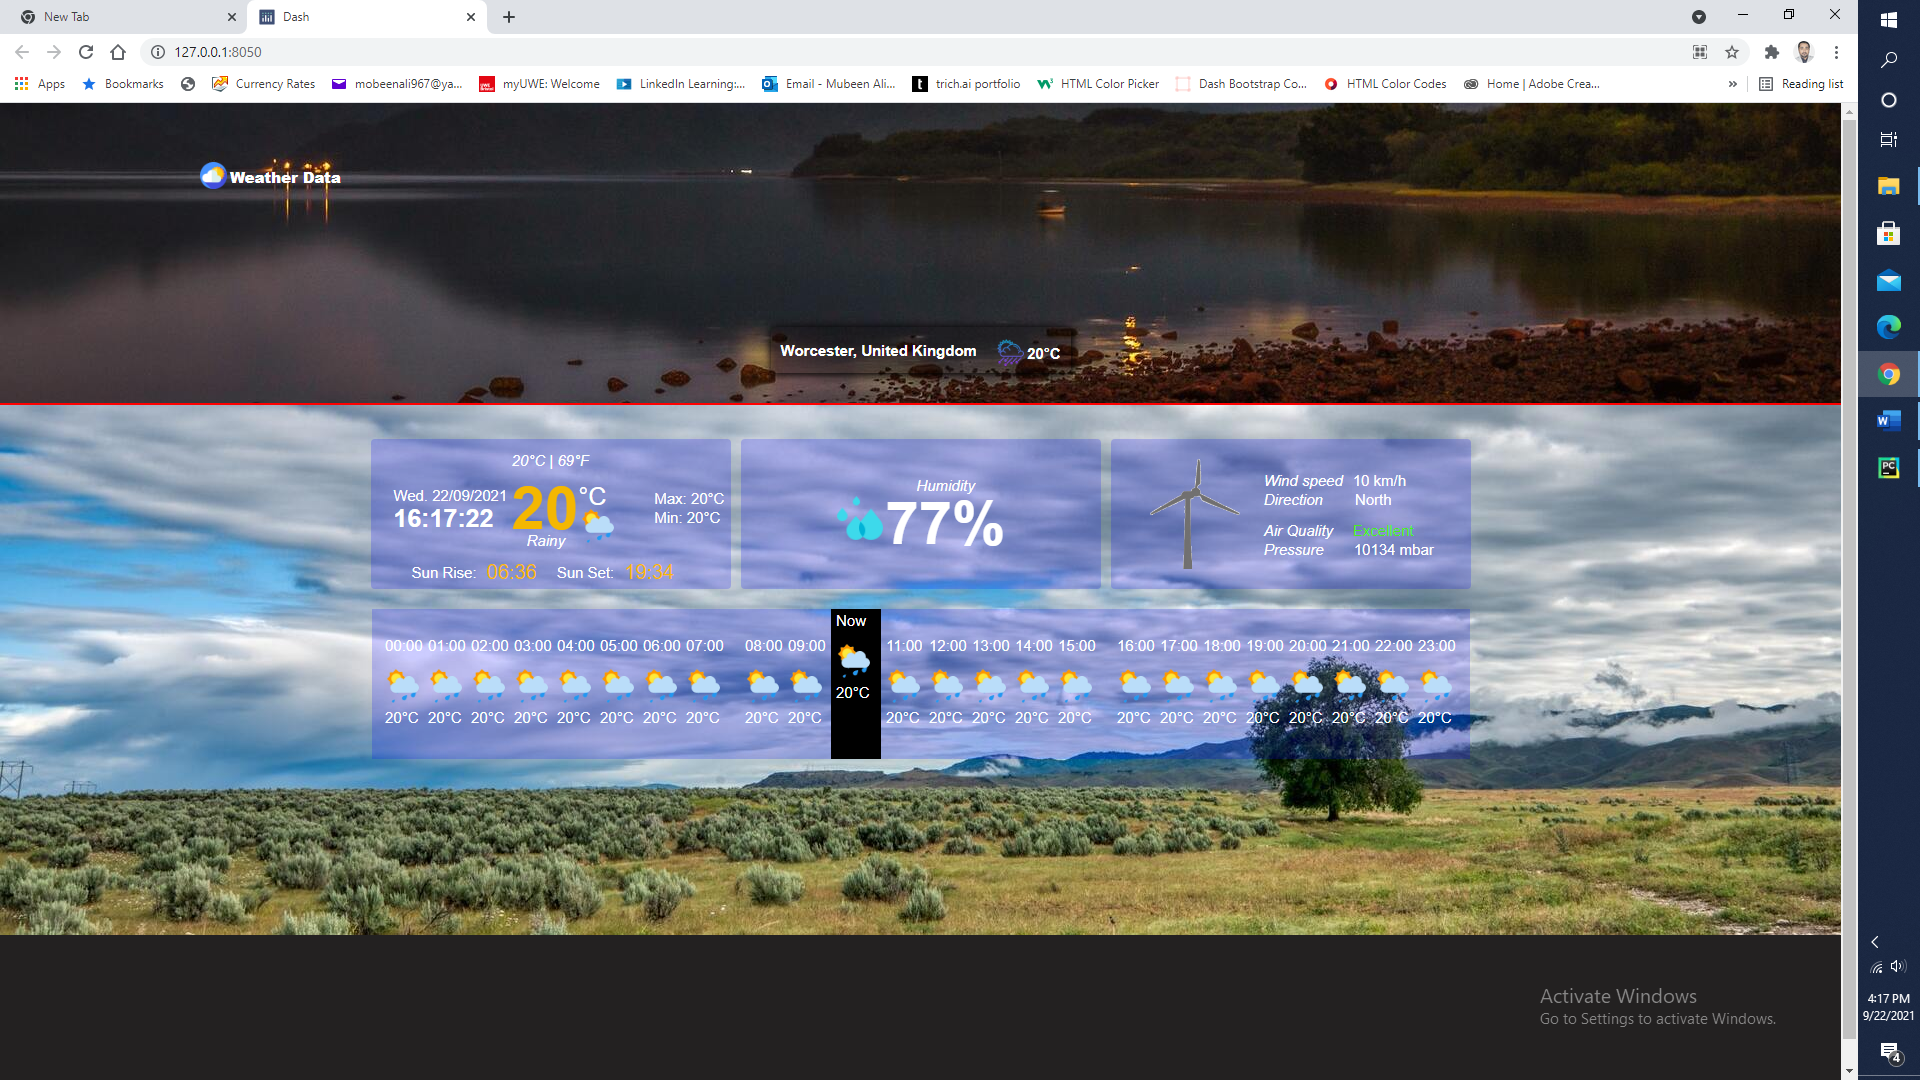 New Tab
Dash
127.0.0.1:8050
Apps Bookmarks Currency Rates mobeenali967@ya... myUWE: Welcome LinkedIn Learning:... Email - Mubeen Ali... trich.ai portfolio HTML Color Picker Dash Bootstrap Co... HTML Color Codes Home | Adobe Crea... » Reading list
Weather Data
Worcester, United Kingdom 20°C
20°C | 69°F
Wed. 22/09/2021
16:17:22
20°C
Rainy
Max: 20°C
Min: 20°C
Sun Rise: 06:36 Sun Set: 19:34
Humidity
77%
Wind speed 10 km/h
Direction North
Air Quality Excellent
Pressure 10134 mbar
Now
00:00 01:00 02:00 03:00 04:00 05:00 06:00 07:00 08:00 09:00 11:00 12:00 13:00 14:00 15:00 16:00 17:00 18:00 19:00 20:00 21:00 22:00 23:00
20°C
20°C 20°C 20°C 20°C 20°C 20°C 20°C 20°C 20°C 20°C 20°C 20°C 20°C 20°C 20°C 20°C 20°C 20°C 20°C 20°C 20°C 20°C 20°C
Activate Windows
Go to Settings to activate Windows.
W
PC
4:17 PM
9/22/2021
4